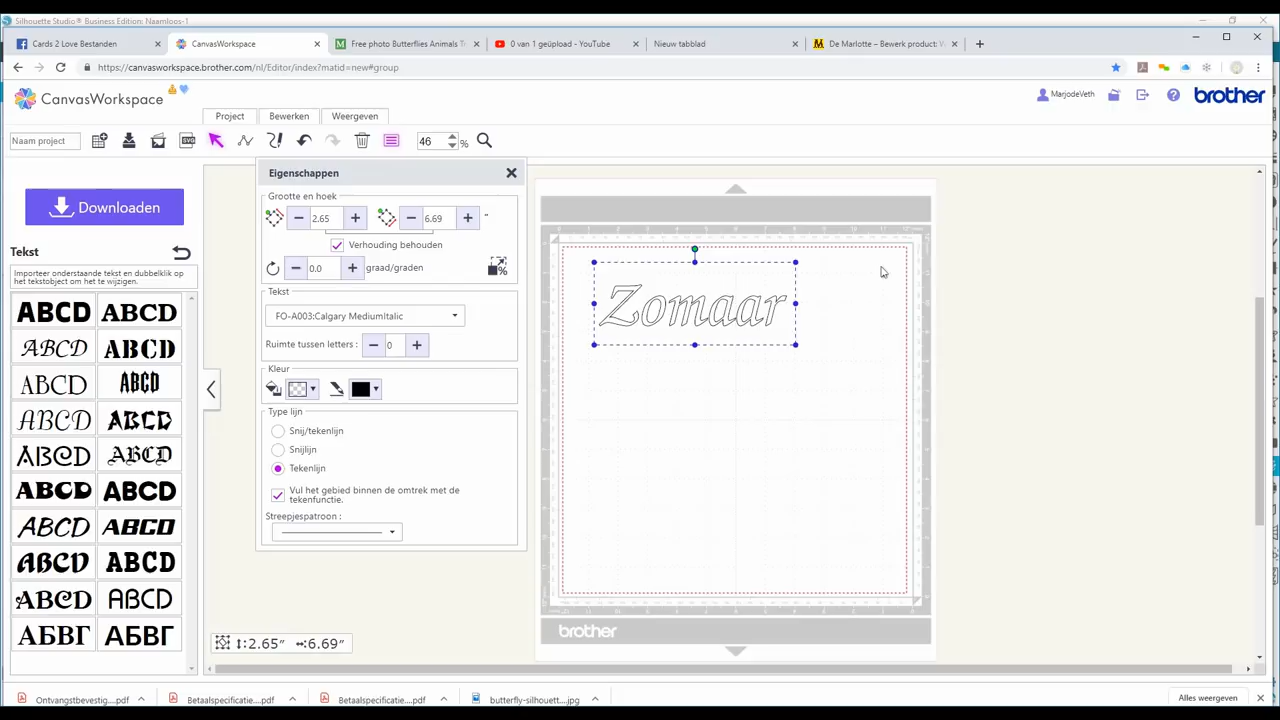 Silhouette Studio® Business Edition: Naamloos-1
Cards 2 Love Bestanden
CanvasWorkspace
Free photo Butterflies Animals T
0 van 1 geüpload - YouTube
Nieuw tabblad
De Marlotte – Bewerk product: W
https://canvasworkspace.brother.com/nl/Editor/index?matid=new#group
CanvasWorkspace
MarjodeVeth
brother
Project
Bewerken
Weergeven
Naam project
SVG
46
%
Downloaden
Tekst
Importeer onderstaande tekst en dubbelklik op
het tekstobject om het te wijzigen.
ABCD ABCD
ABCD ABCD
ABCD ABCD
ABCD ABCD
ABCD ABCD
ABCD ABCD
ABCD ABCD
ABCD ABCD
ABCD ABCD
АБВГ АБВГ
Eigenschappen
Grootte en hoek
2.65
6.69
"
Verhouding behouden
0.0
graad/graden
%
Tekst
FO-A003:Calgary MediumItalic
Ruimte tussen letters :
0
Kleur
Type lijn
Snij/tekenlijn
Snijlijn
Tekenlijn
Vul het gebied binnen de omtrek met de
tekenfunctie.
Streepjespatroon :
Zomaar
brother
2.65" 6.69"
Ontvangstbevestig....pdf
Betaalspecificatie....pdf
Betaalspecificatie....pdf
butterfly-silhouett....jpg
Alles weergeven